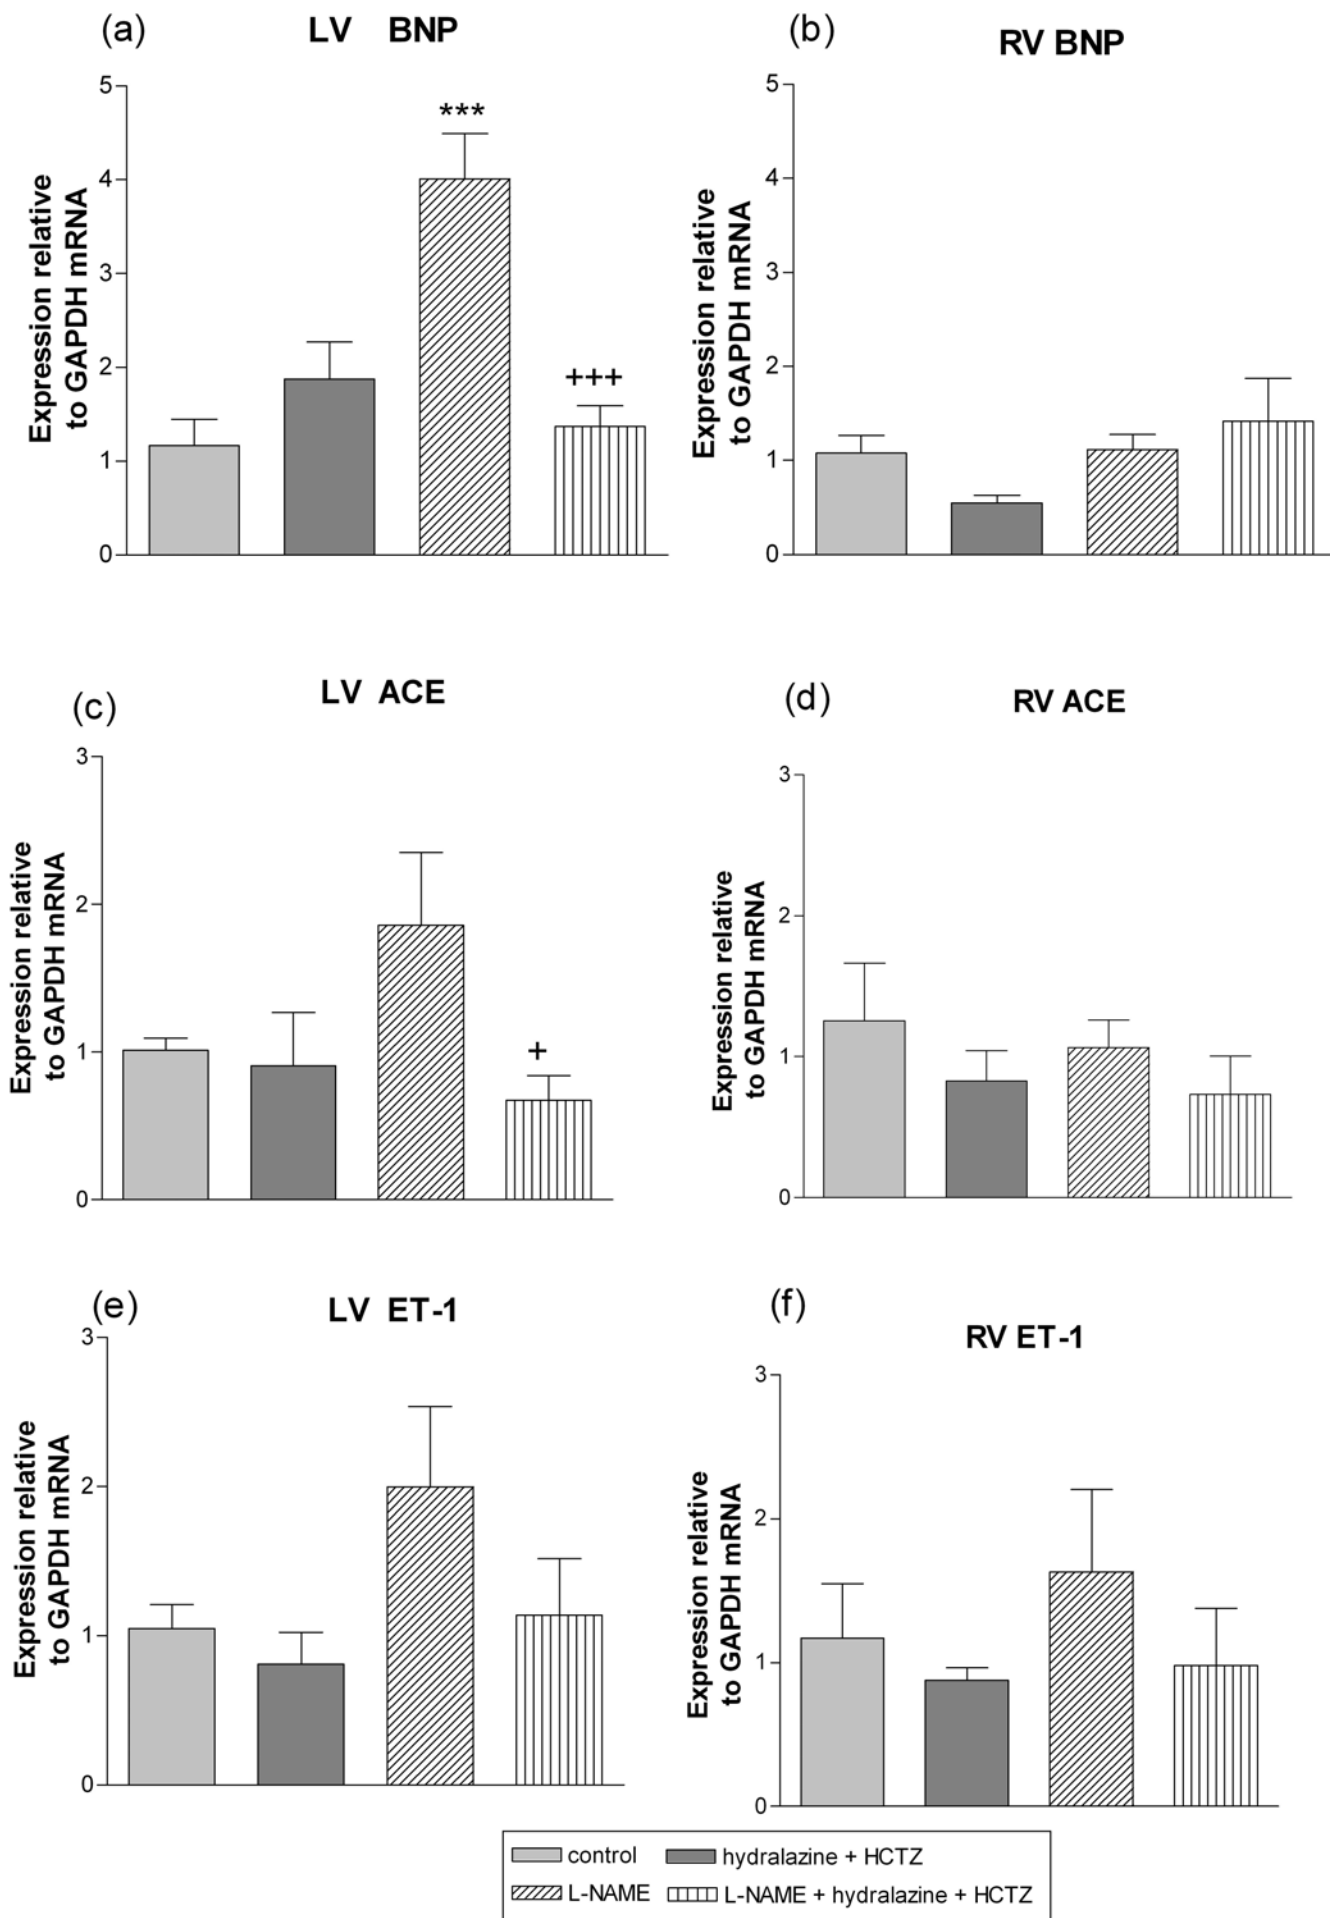 (a) LV BNP
Expression relative
to GAPDH mRNA
5
4
3
2
1
0
***
+++
(b) RV BNP
Expression relative
to GAPDH mRNA
5
4
3
2
1
0
(c) LV ACE
Expression relative
to GAPDH mRNA
3
2
1
0
+
(d) RV ACE
Expression relative
to GAPDH mRNA
3
2
1
0
(e) LV ET-1
Expression relative
to GAPDH mRNA
3
2
1
0
(f) RV ET-1
Expression relative
to GAPDH mRNA
3
2
1
0
control hydralazine + HCTZ
L-NAME L-NAME + hydralazine + HCTZ